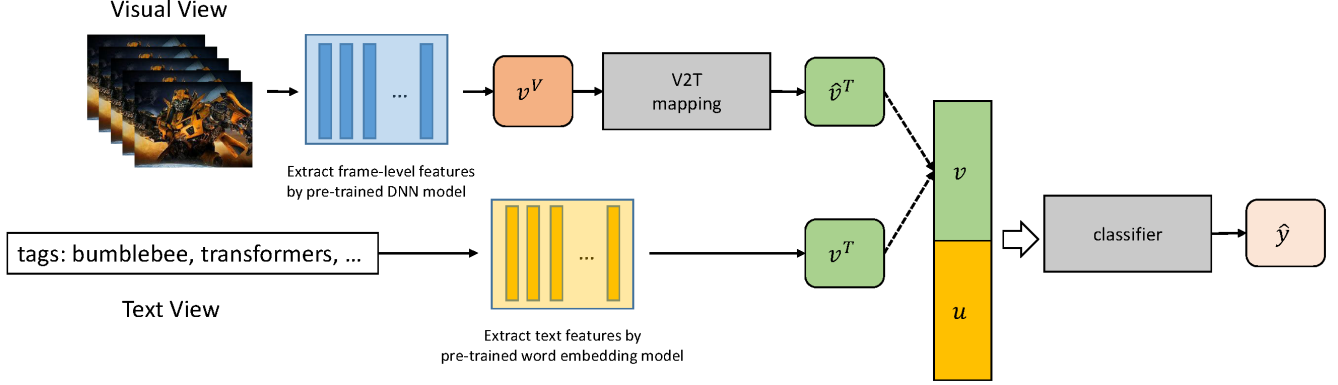 Visual View
...
v^V
V2T
mapping
v̂^T
Extract frame-level features
by pre-trained DNN model
v
tags: bumblebee, transformers, ...
...
v^T
classifier
ŷ
Text View
u
Extract text features by
pre-trained word embedding model